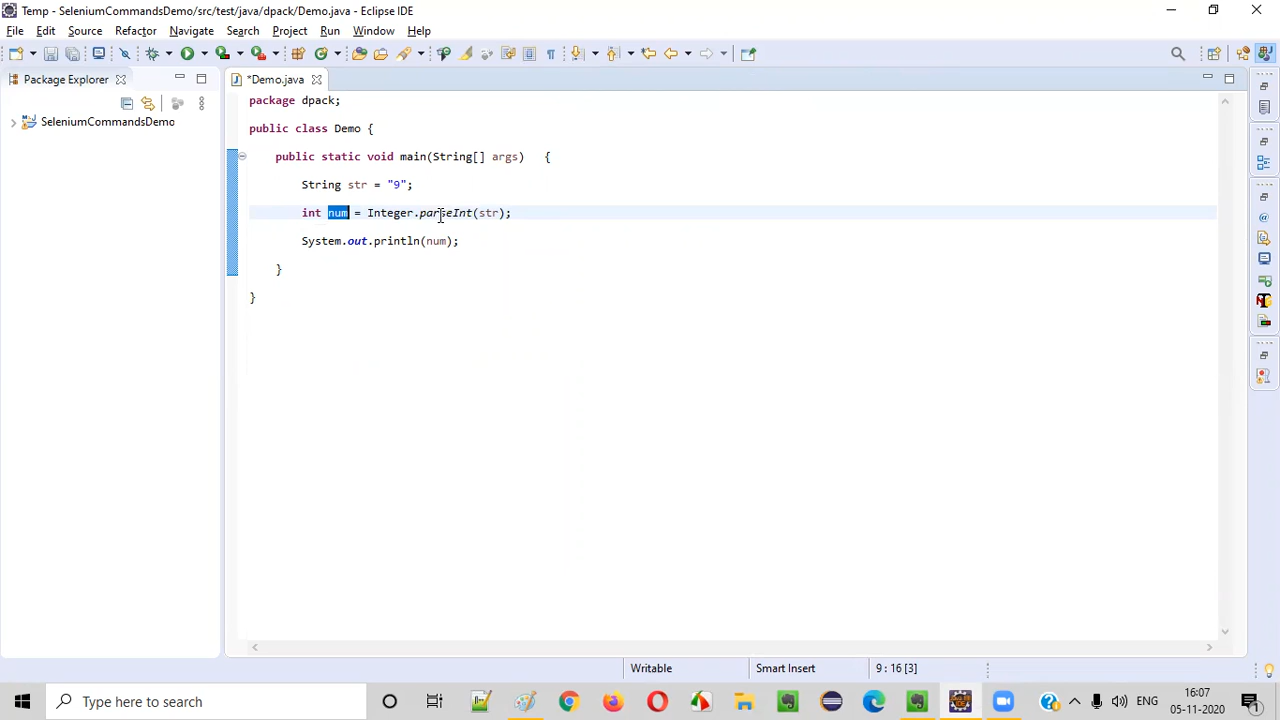 Temp - SeleniumCommandsDemo/src/test/java/dpack/Demo.java - Eclipse IDE
File Edit Source Refactor Navigate Search Project Run Window Help
Package Explorer
*Demo.java
SeleniumCommandsDemo
package dpack;
public class Demo {
public static void main(String[] args) {
String str = "9";
int num = Integer.parseInt(str);
System.out.println(num);
}
}
Writable Smart Insert 9 : 16 [3]
Type here to search
ENG
16:07
05-11-2020